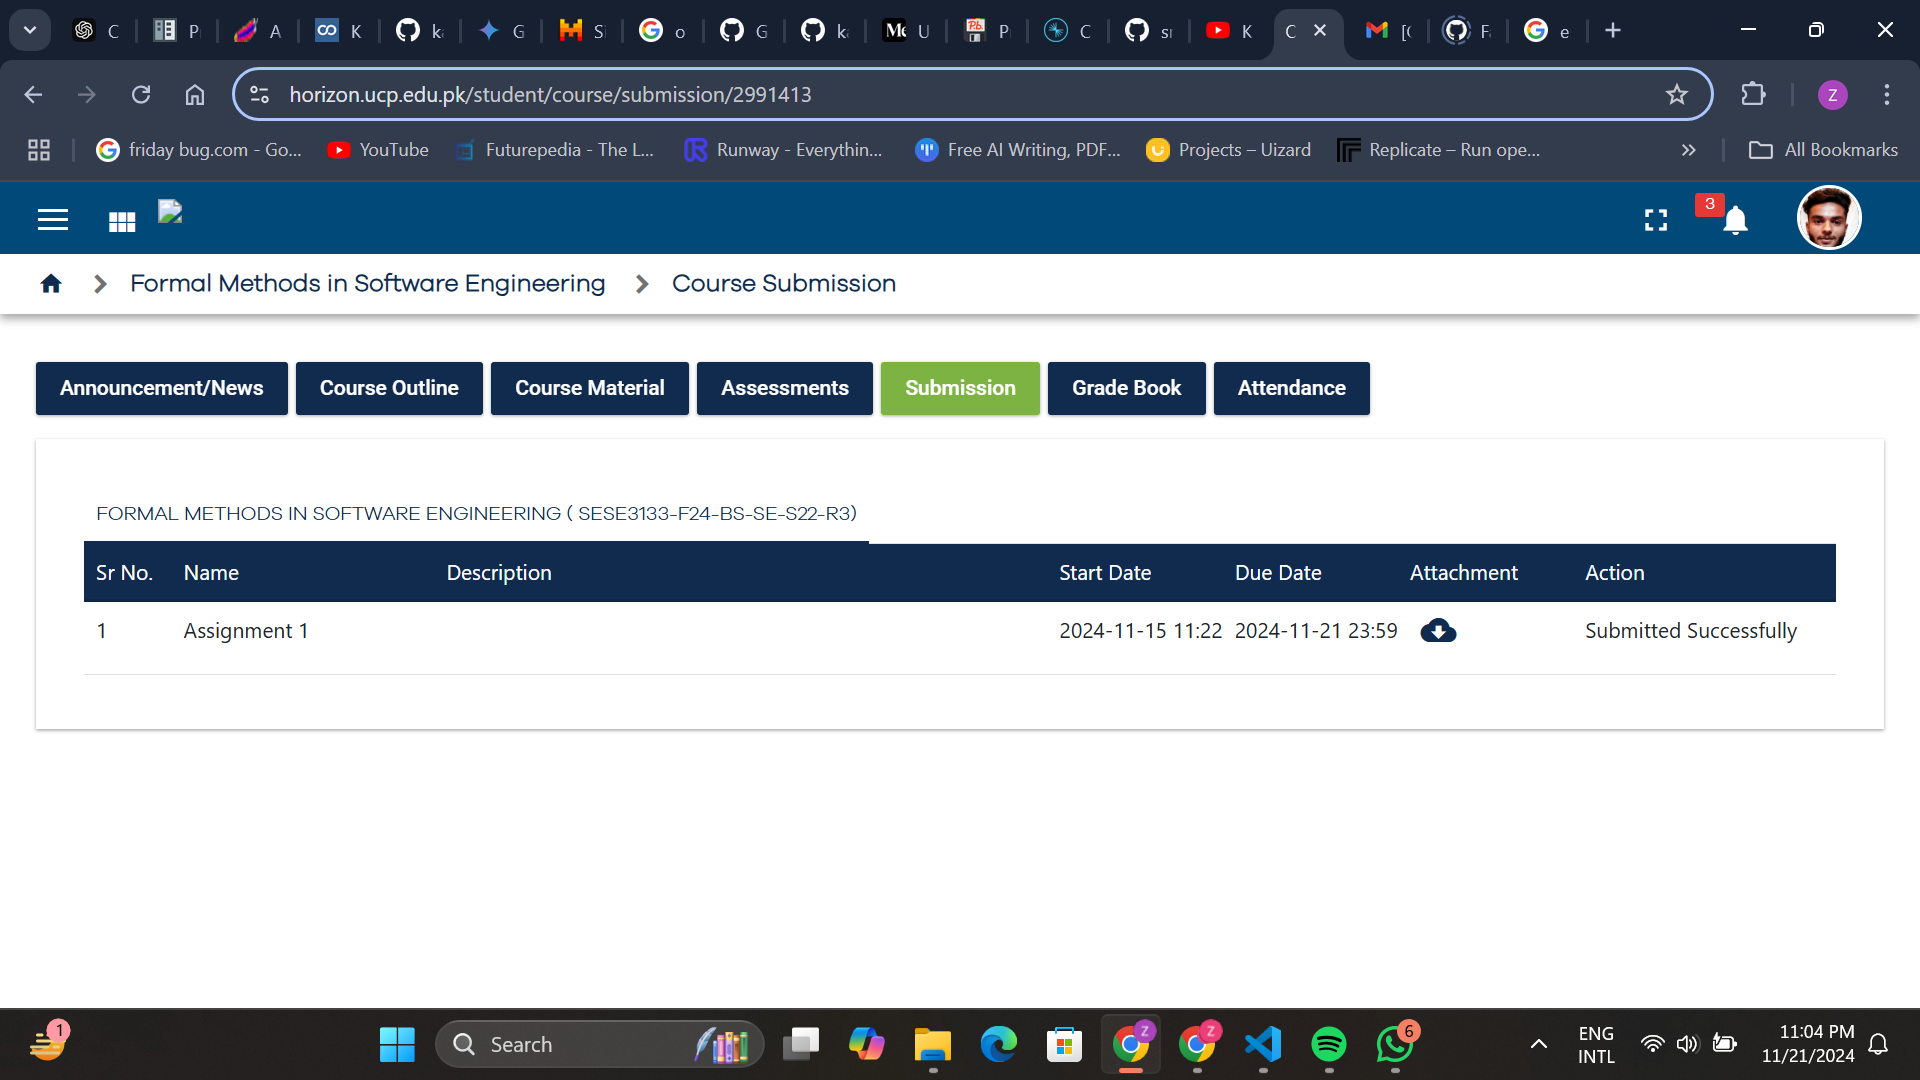 C P A K k G Si o G k Me U P C sr K C [ F e
horizon.ucp.edu.pk/student/course/submission/2991413
Z
friday bug.com - Go... YouTube Futurepedia - The L... Runway - Everythin... Free AI Writing, PDF... Projects – Uizard Replicate – Run ope... » All Bookmarks
3
Formal Methods in Software Engineering Course Submission
Announcement/News Course Outline Course Material Assessments Submission Grade Book Attendance
FORMAL METHODS IN SOFTWARE ENGINEERING ( SESE3133-F24-BS-SE-S22-R3)
Sr No. Name Description Start Date Due Date Attachment Action
1 Assignment 1 2024-11-15 11:22 2024-11-21 23:59 Submitted Successfully
1 Search Z Z 6 ENG 11:04 PM
INTL 11/21/2024